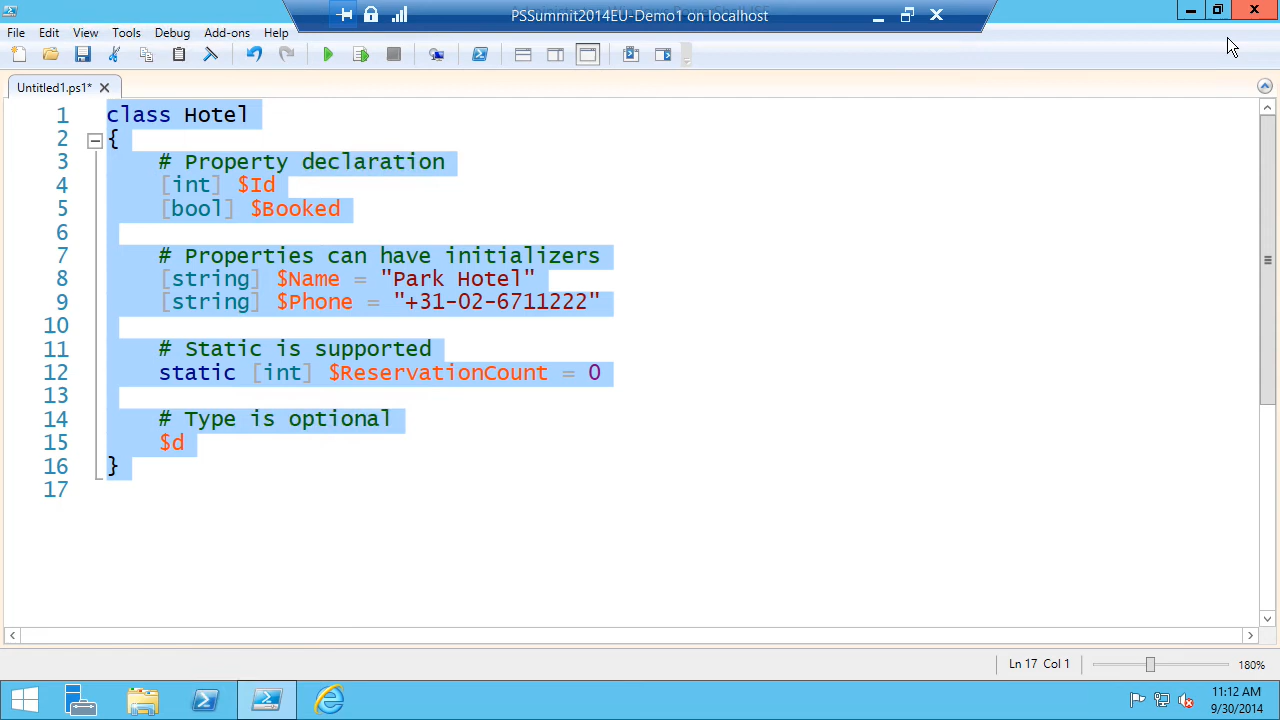 PSSummit2014EU-Demo1 on localhost
File Edit View Tools Debug Add-ons Help
Untitled1.ps1*
1 class Hotel
2 {
3 # Property declaration
4 [int] $Id
5 [bool] $Booked
6
7 # Properties can have initializers
8 [string] $Name = "Park Hotel"
9 [string] $Phone = "+31-02-6711222"
10
11 # Static is supported
12 static [int] $ReservationCount = 0
13
14 # Type is optional
15 $d
16 }
17
Ln 17 Col 1 180%
11:12 AM
9/30/2014